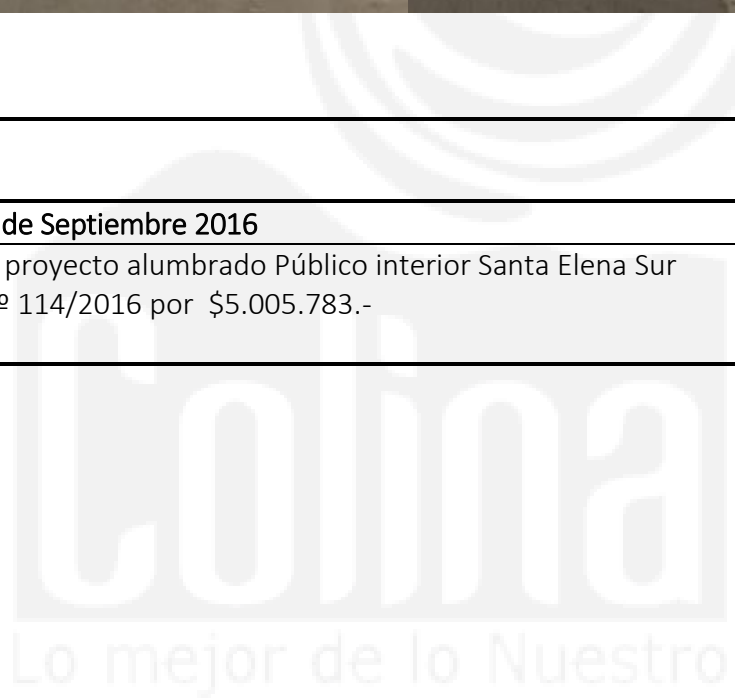 de Septiembre 2016
proyecto alumbrado Público interior Santa Elena Sur
º 114/2016 por  $5.005.783.-
Colina
Lo mejor de lo Nuestro